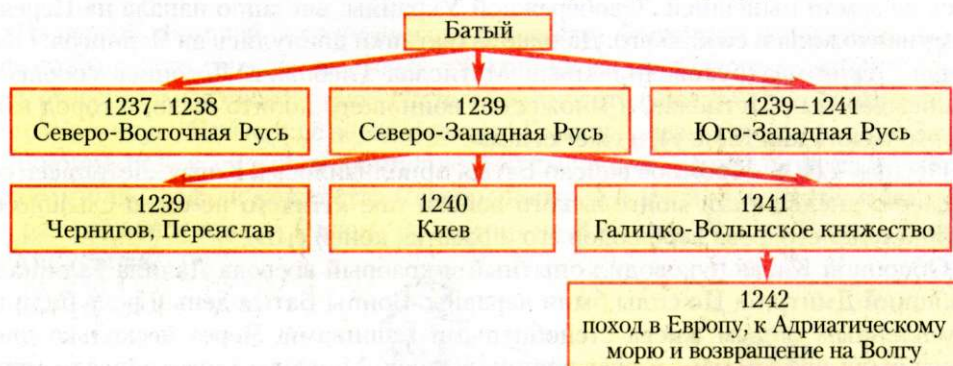 Батый
1237–1238
Северо-Восточная Русь
1239
Северо-Западная Русь
1239–1241
Юго-Западная Русь
1239
Чернигов, Переяслав
1240
Киев
1241
Галицко-Волынское княжество
1242
поход в Европу, к Адриатическому
морю и возвращение на Волгу